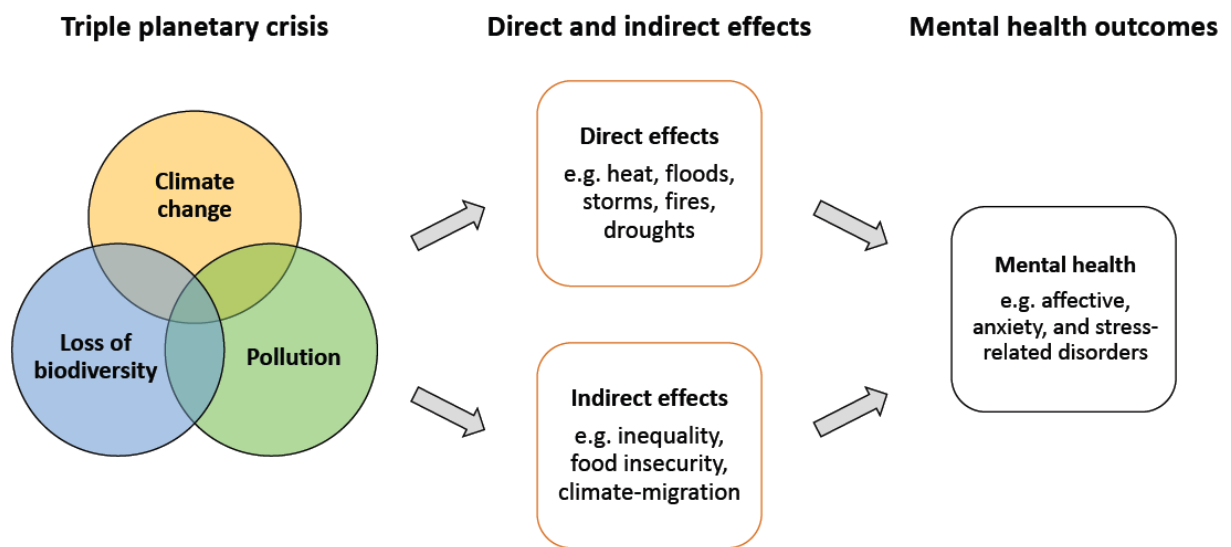 Triple planetary crisis
Direct and indirect effects
Mental health outcomes
Climate
change
Loss of
biodiversity
Pollution
Direct effects
e.g. heat, floods,
storms, fires,
droughts
Indirect effects
e.g. inequality,
food insecurity,
climate-migration
Mental health
e.g. affective,
anxiety, and stress-
related disorders